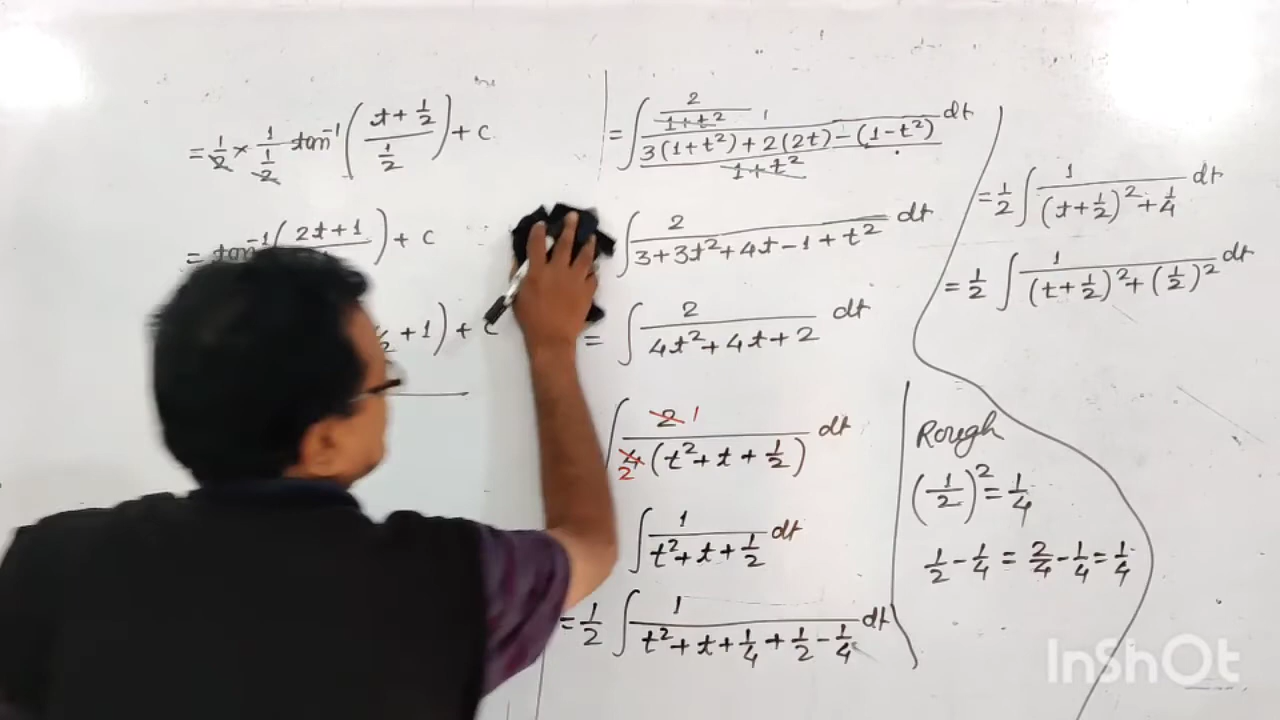 = 1/2 × 1/(1/2) tan⁻¹((t + 1/2)/(1/2)) + c
= tan⁻¹(2t + 1 + c
+ 1) + c
= ∫ (2/(1+t²))/((3(1+t²) + 2(2t) − (1−t²))/(1+t²)) dt
∫ 2/(3+3t²+4t−1+t²) dt
= ∫ 2/(4t²+4t+2) dt
∫ 2 1/(4 2 (t²+t+1/2)) dt
∫ 1/(t²+t+1/2) dt
= 1/2 ∫ 1/(t²+t+1/4+1/2−1/4) dt
= 1/2 ∫ 1/((t+1/2)²+1/4) dt
= 1/2 ∫ 1/((t+1/2)²+(1/2)²) dt
Rough
(1/2)² = 1/4
1/2 − 1/4 = 2/4 − 1/4 = 1/4
InShOt